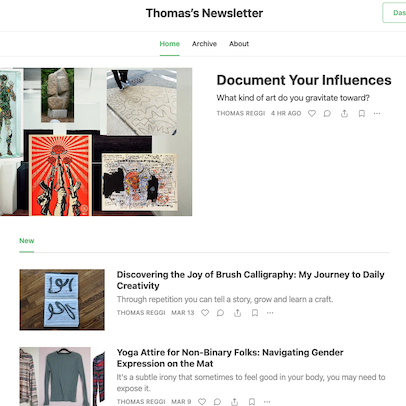 Thomas's Newsletter
Das
Home Archive About
Document Your Influences
What kind of art do you gravitate toward?
THOMAS REGGI 4 HR AGO
New
Discovering the Joy of Brush Calligraphy: My Journey to Daily
Creativity
Through repetition you can tell a story, grow and learn a craft.
THOMAS REGGI MAR 13
Yoga Attire for Non-Binary Folks: Navigating Gender
Expression on the Mat
It's a subtle irony that sometimes to feel good in your body, you may need to
expose it.
THOMAS REGGI MAR 9